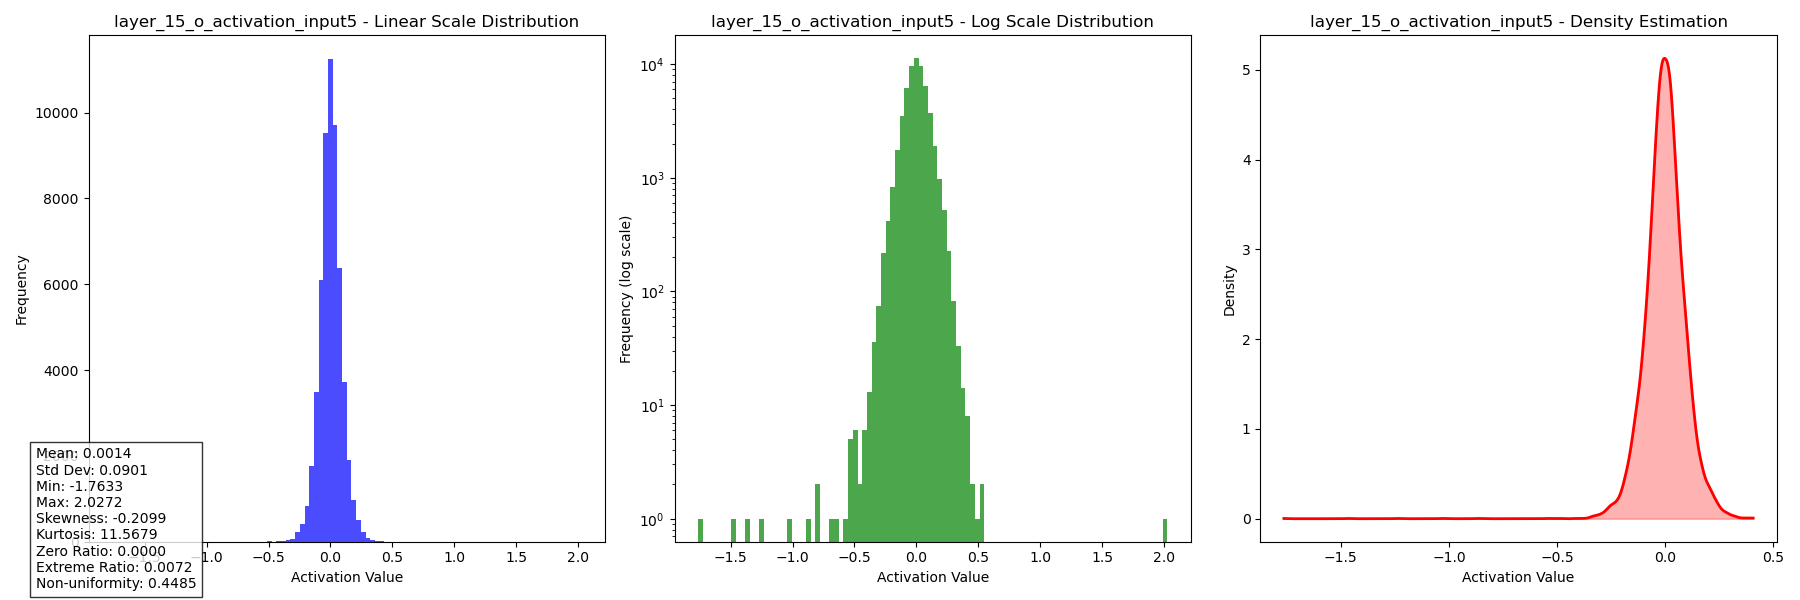 layer_15_o_activation_input5 - Linear Scale Distribution
Frequency
10000
8000
6000
4000
−1.0
−0.5
0.0
0.5
1.0
1.5
2.0
Activation Value
Mean: 0.0014
Std Dev: 0.0901
Min: -1.7633
Max: 2.0272
Skewness: -0.2099
Kurtosis: 11.5679
Zero Ratio: 0.0000
Extreme Ratio: 0.0072
Non-uniformity: 0.4485
layer_15_o_activation_input5 - Log Scale Distribution
Frequency (log scale)
10⁴
10³
10²
10¹
10⁰
−1.5
−1.0
−0.5
0.0
0.5
1.0
1.5
2.0
Activation Value
layer_15_o_activation_input5 - Density Estimation
Density
5
4
3
2
1
0
−1.5
−1.0
−0.5
0.0
0.5
Activation Value